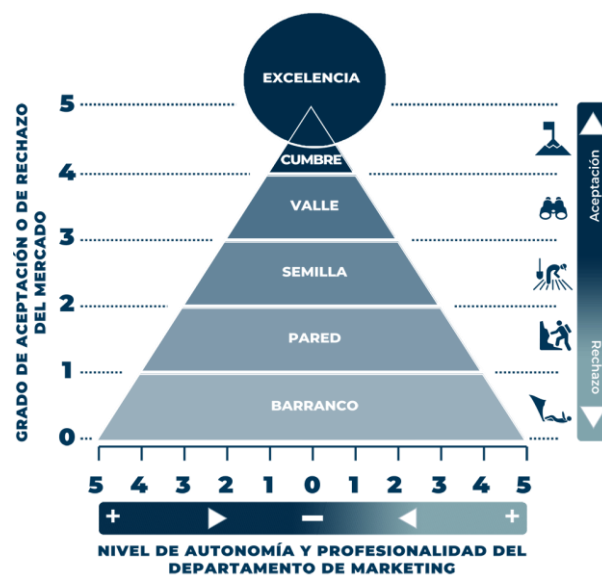 EXCELENCIA
GRADO DE ACEPTACIÓN O DE RECHAZO
DEL MERCADO
5
CUMBRE
4
VALLE
3
SEMILLA
2
PARED
1
BARRANCO
0
Aceptación
Rechazo
5 4 3 2 1 0 1 2 3 4 5
+ − +
NIVEL DE AUTONOMÍA Y PROFESIONALIDAD DEL
DEPARTAMENTO DE MARKETING